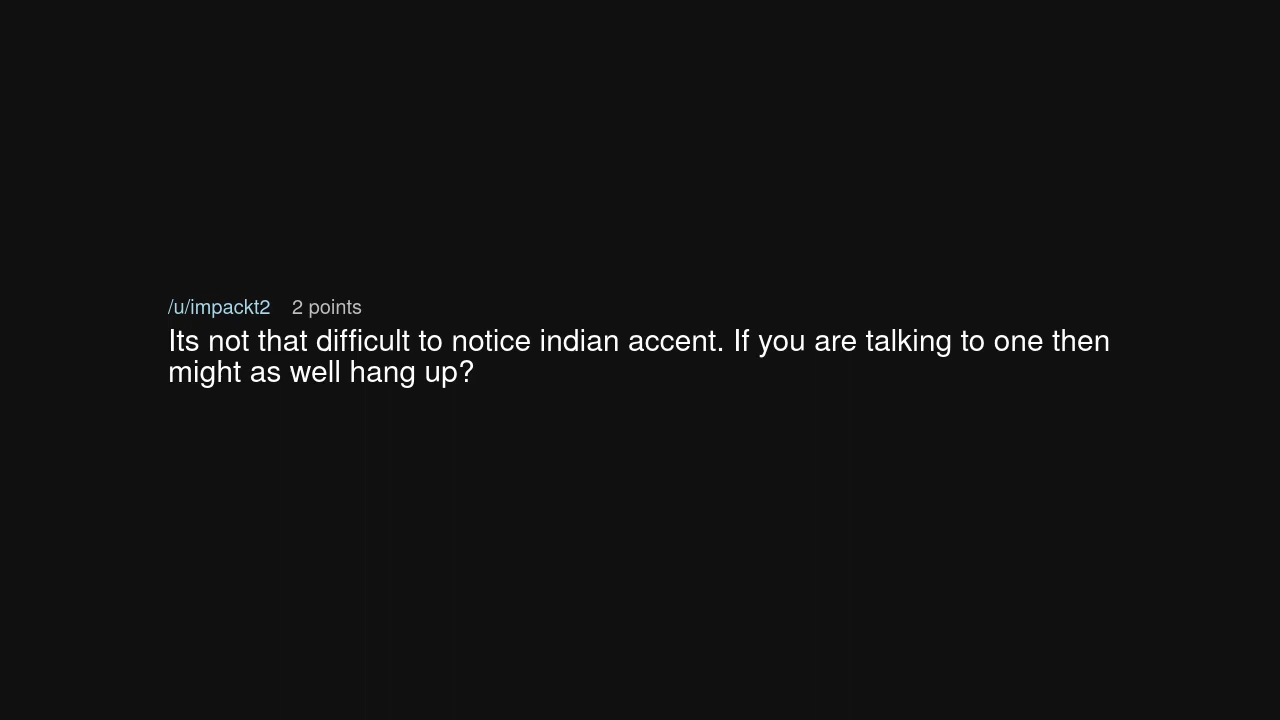 /u/impackt2 2 points
Its not that difficult to notice indian accent. If you are talking to one then
might as well hang up?